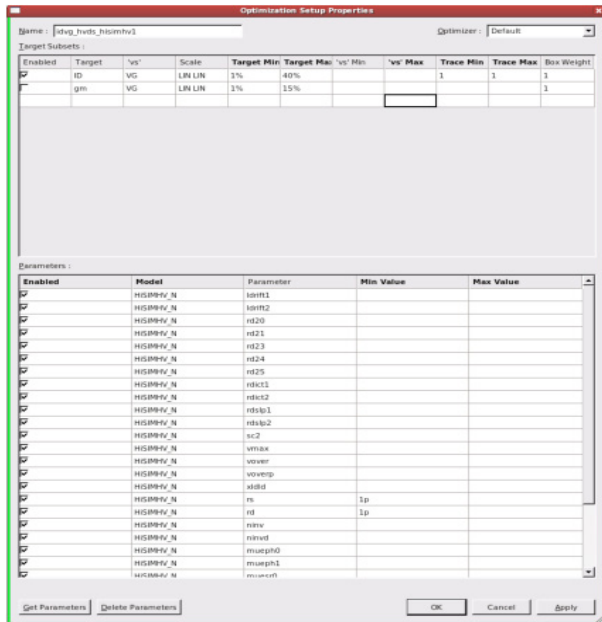 Optimization Setup Properties
Name : idvg_hvds_hisimhv1 Optimizer : Default
Target Subsets :
Enabled Target 'vs' Scale Target Min Target Max 'vs' Min 'vs' Max Trace Min Trace Max Box Weight
ID VG LIN LIN 1% 40% 1 1 1
gm VG LIN LIN 1% 15% 1
Parameters :
Enabled Model Parameter Min Value Max Value
HiSIMHV_N ldrift1
HiSIMHV_N ldrift2
HiSIMHV_N rd20
HiSIMHV_N rd21
HiSIMHV_N rd23
HiSIMHV_N rd24
HiSIMHV_N rd25
HiSIMHV_N rdict1
HiSIMHV_N rdict2
HiSIMHV_N rdslp1
HiSIMHV_N rdslp2
HiSIMHV_N sc2
HiSIMHV_N vmax
HiSIMHV_N vover
HiSIMHV_N voverp
HiSIMHV_N xldld
HiSIMHV_N rs 1p
HiSIMHV_N rd 1p
HiSIMHV_N ninv
HiSIMHV_N ninvd
HiSIMHV_N mueph0
HiSIMHV_N mueph1
HiSIMHV_N muesr0
Get Parameters Delete Parameters OK Cancel Apply